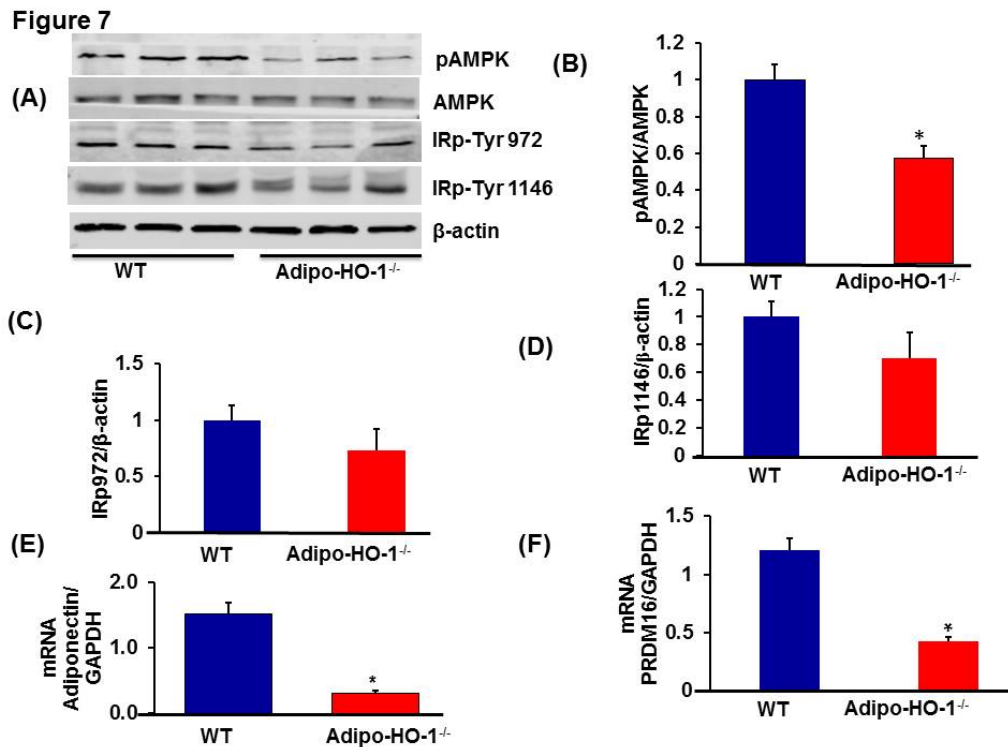 Figure 7
(A)
pAMPK
AMPK
IRp-Tyr 972
IRp-Tyr 1146
β-actin
WT
Adipo-HO-1-/-
(B)
pAMPK/AMPK
1.2
1
0.8
0.6
0.4
0.2
0
*
WT
Adipo-HO-1-/-
(C)
IRp972/β-actin
1.5
1
0.5
0
WT
Adipo-HO-1-/-
(D)
IRp1146/β-actin
1.2
1
0.8
0.6
0.4
0.2
0
WT
Adipo-HO-1-/-
(E)
mRNA
Adiponectin/
GAPDH
2.0
1.0
0.0
*
WT
Adipo-HO-1-/-
(F)
mRNA
PRDM16/GAPDH
1.5
1
0.5
0
*
WT
Adipo-HO-1-/-